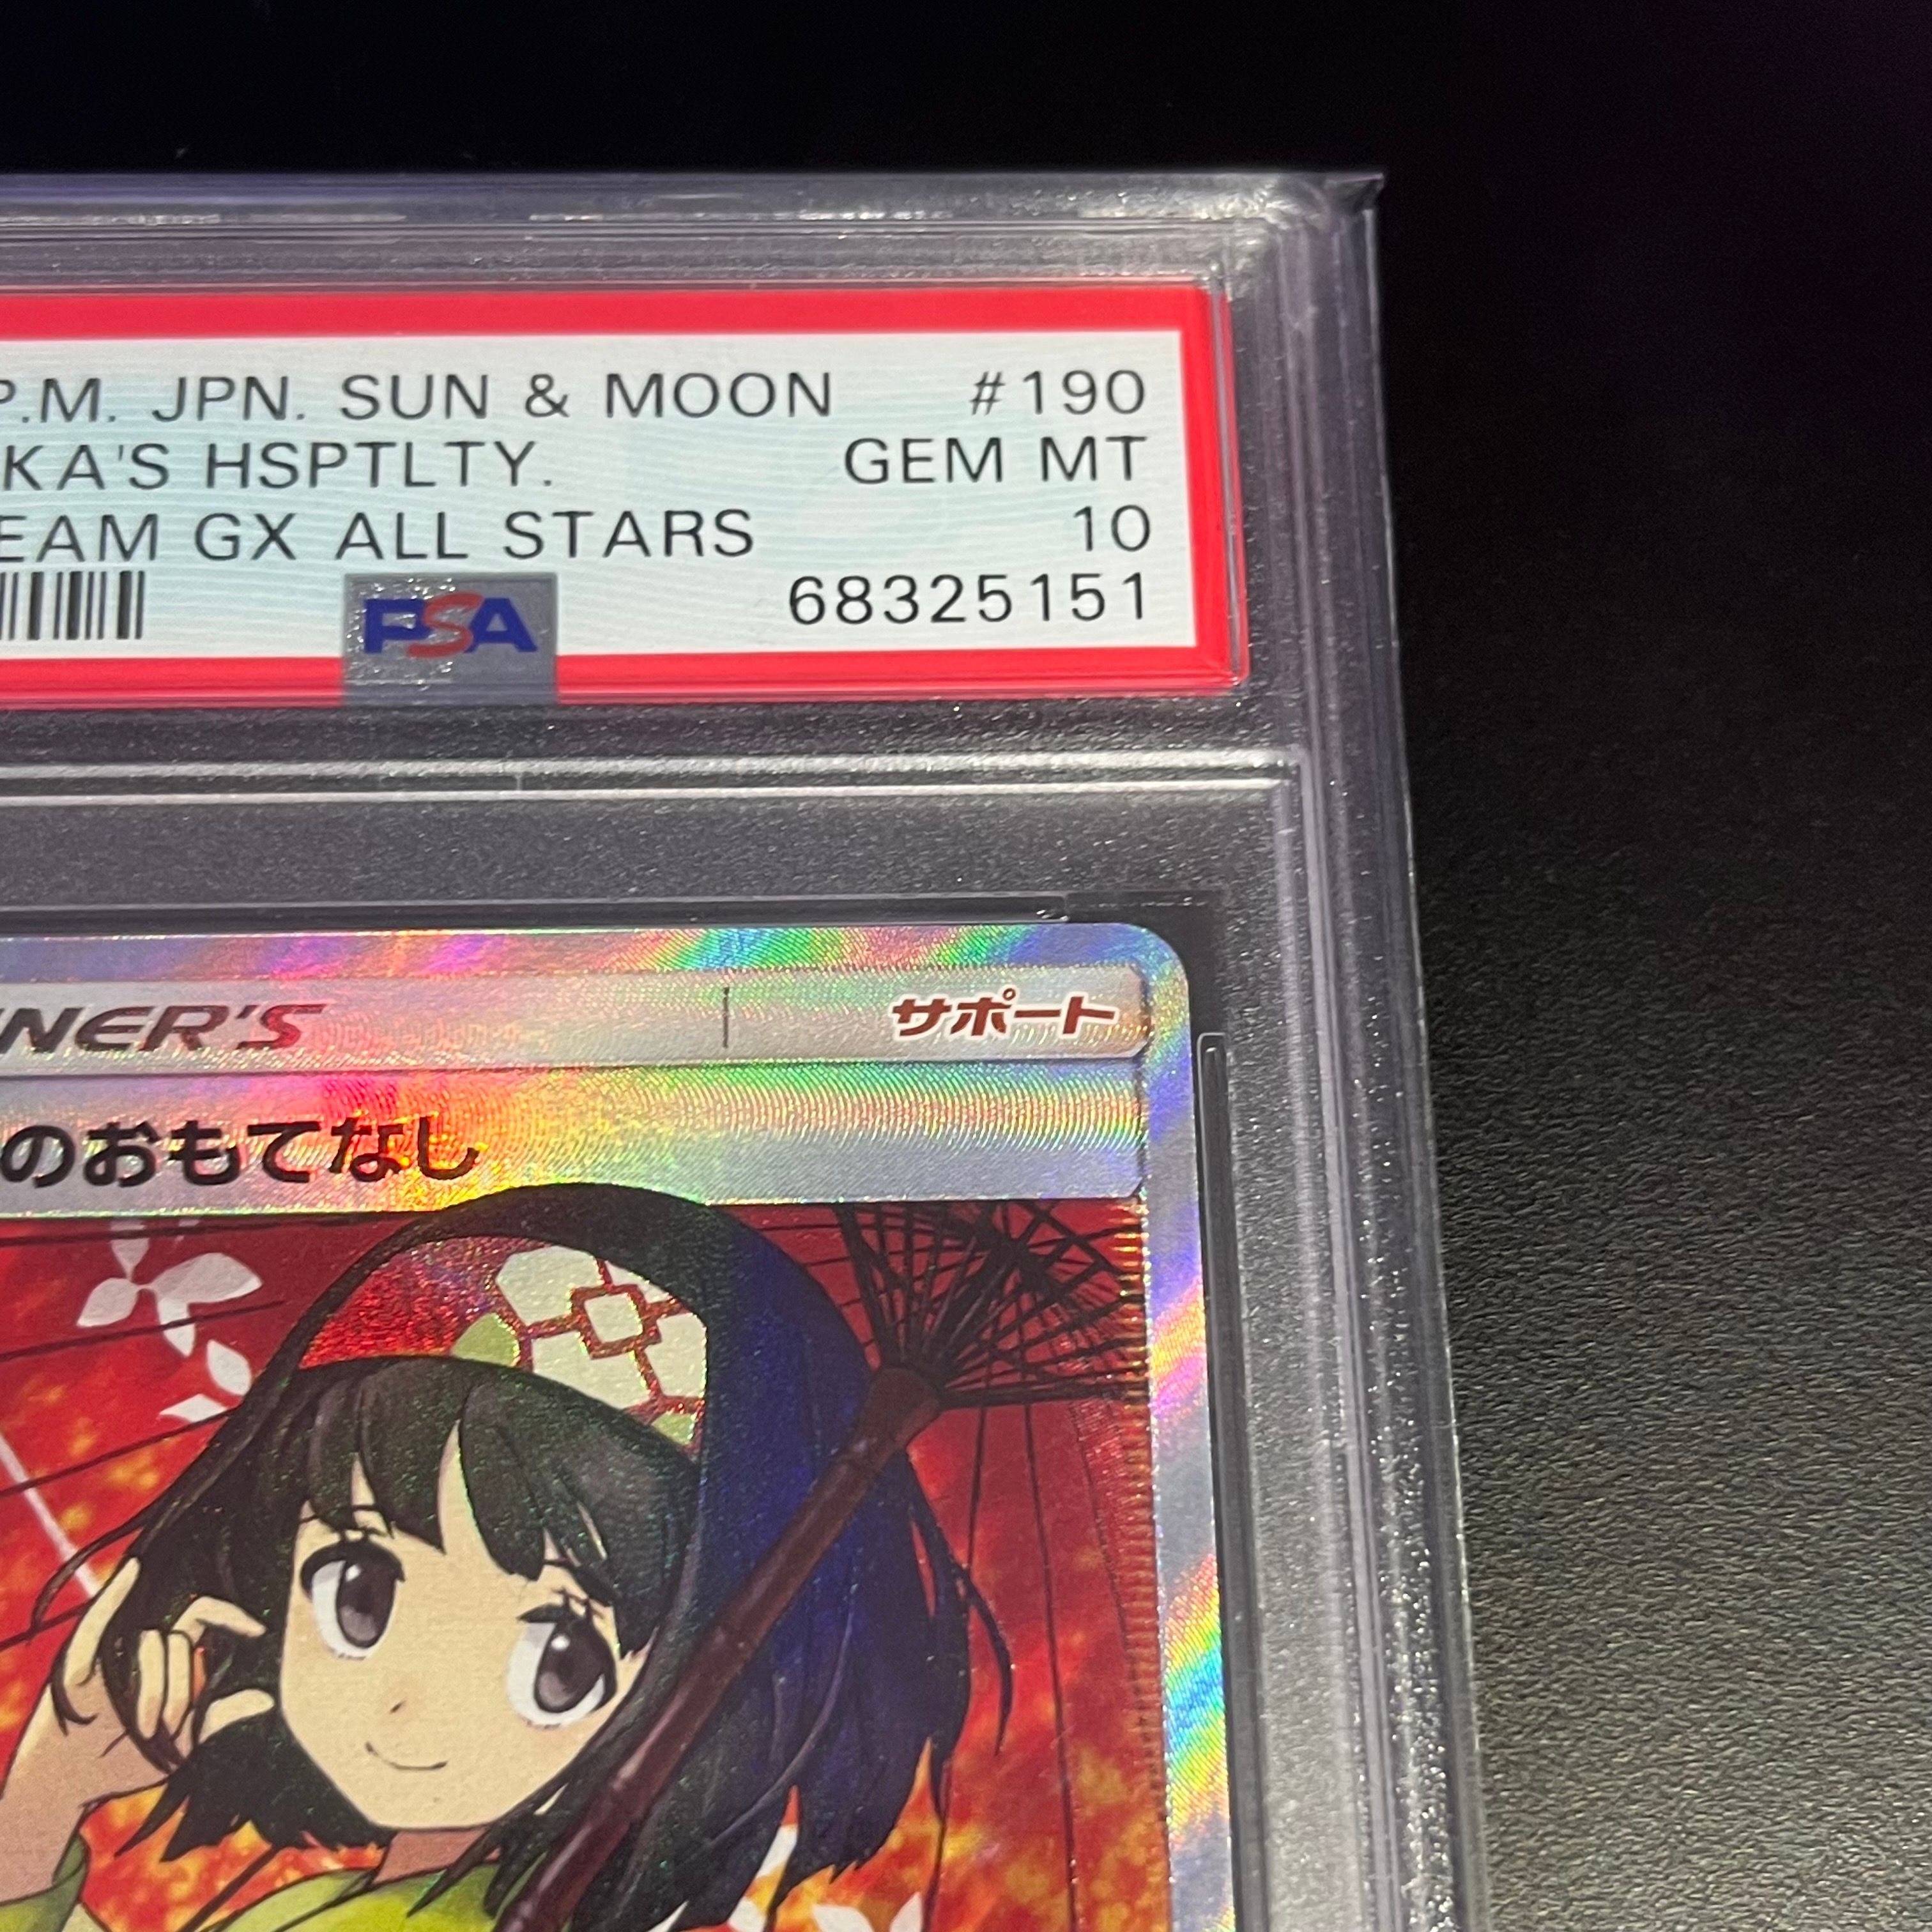 P.M. JPN. SUN & MOON #190
KA'S HSPTLTY. GEM MT
EAM GX ALL STARS 10
PSA 68325151
NER'S サポート
のおもてなし